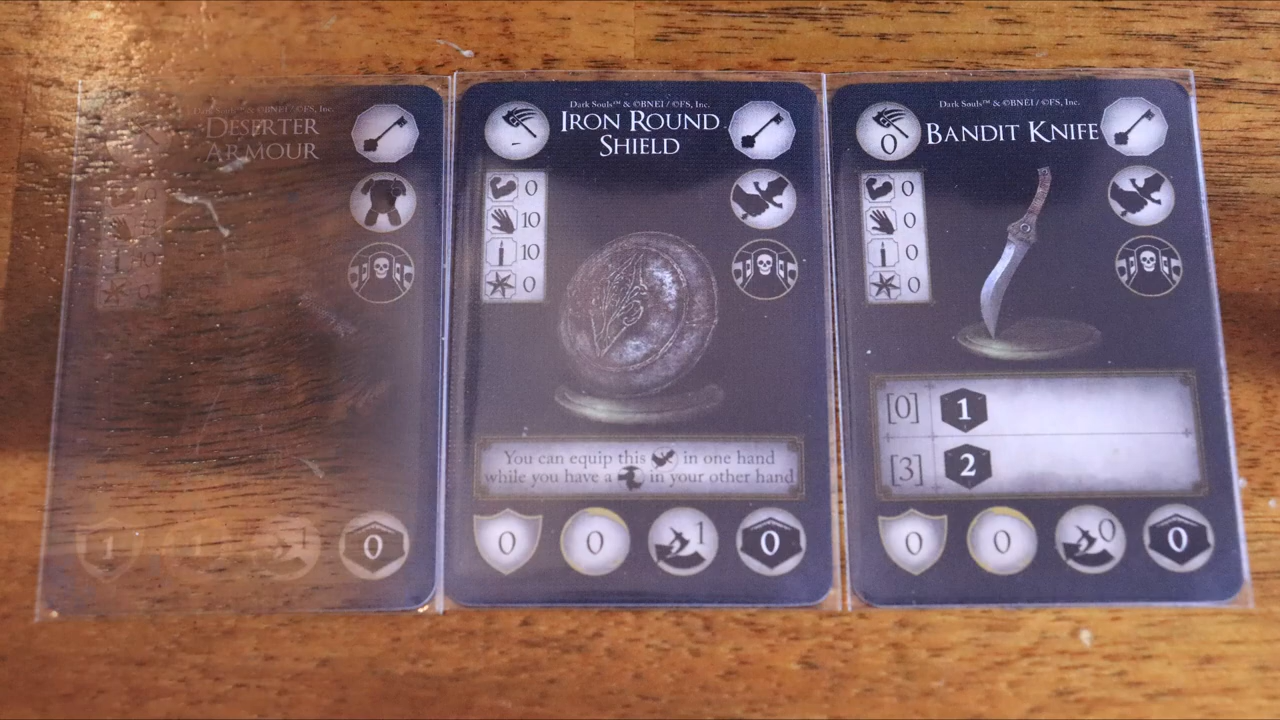 Dark Souls™ & ©BNEI / ©FS, Inc.
DESERTER
ARMOUR
0
Dark Souls™ & ©BNEI / ©FS, Inc.
IRON ROUND
SHIELD
0
10
10
0
You can equip this in one hand
while you have a in your other hand
0
0
1
0
Dark Souls™ & ©BNEI / ©FS, Inc.
0
BANDIT KNIFE
0
0
0
0
[0] 1
[3] 2
0
0
0
0